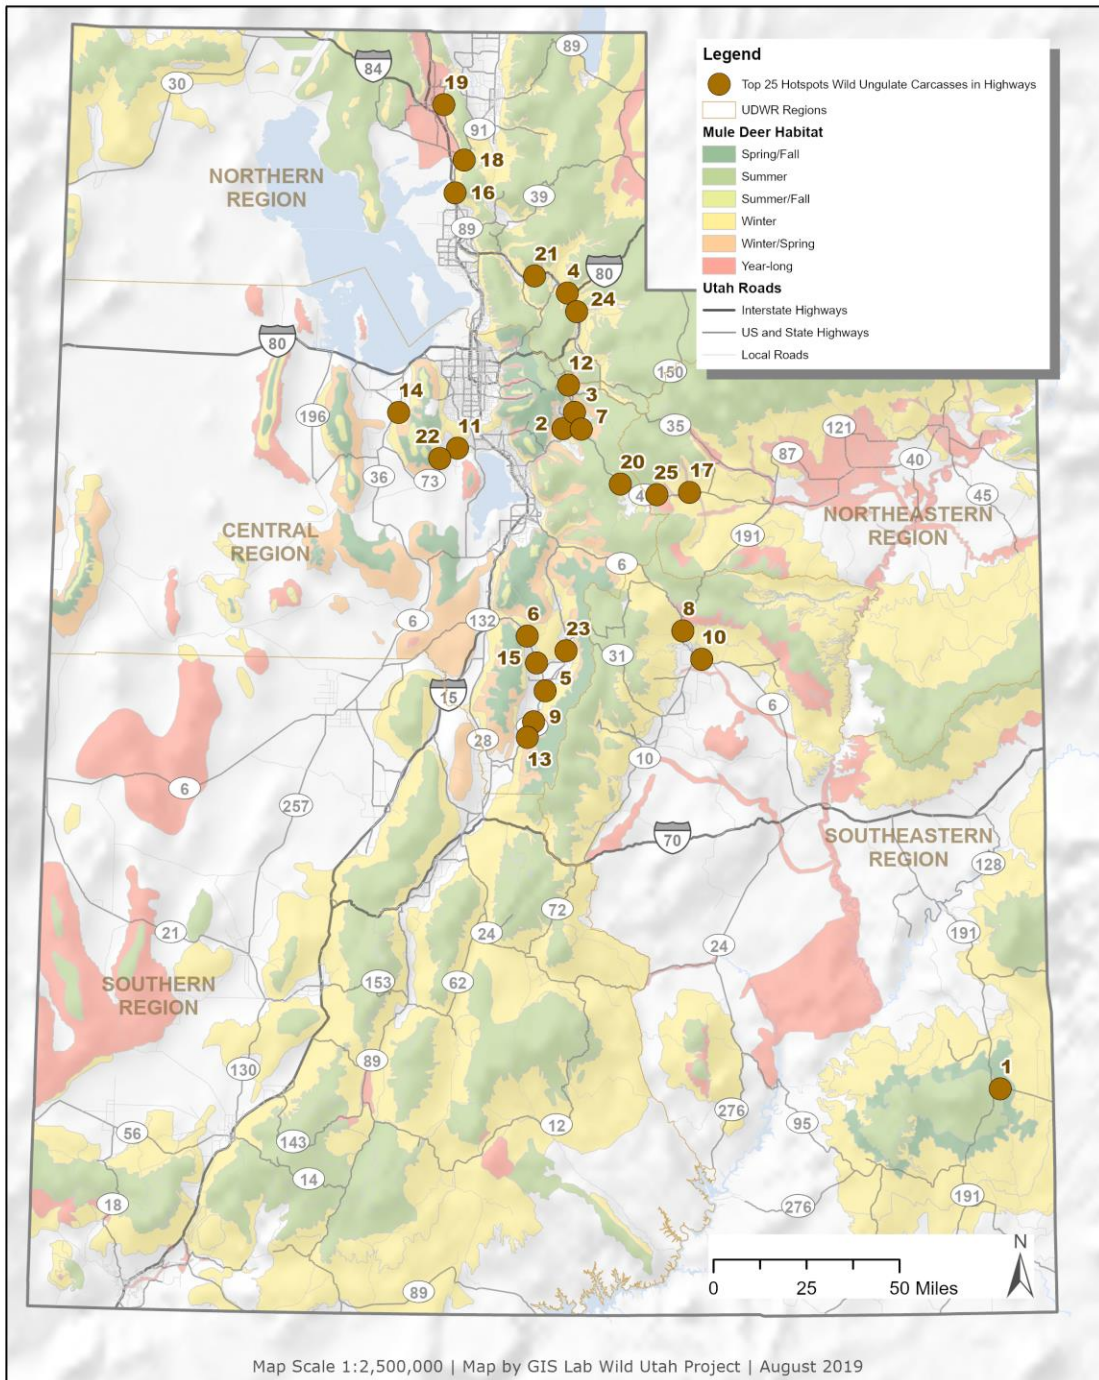 89
84
30
19
91
18
NORTHERN
REGION
16
39
89
21
4
80
24
80
12
150
14
3
196
2
7
35
121
11
22
87
40
36
73
20
25
17
4
45
CENTRAL
REGION
NORTHEASTERN
REGION
191
6
6
132
6
8
23
10
15
31
5
15
6
9
28
13
10
6
257
70
SOUTHEASTERN
REGION
128
72
21
24
191
24
SOUTHERN
REGION
153
62
89
1
130
276
12
95
56
143
14
18
191
276
89
Legend
Top 25 Hotspots Wild Ungulate Carcasses in Highways
UDWR Regions
Mule Deer Habitat
Spring/Fall
Summer
Summer/Fall
Winter
Winter/Spring
Year-long
Utah Roads
Interstate Highways
US and State Highways
Local Roads
N
0 25 50 Miles
Map Scale 1:2,500,000 | Map by GIS Lab Wild Utah Project | August 2019